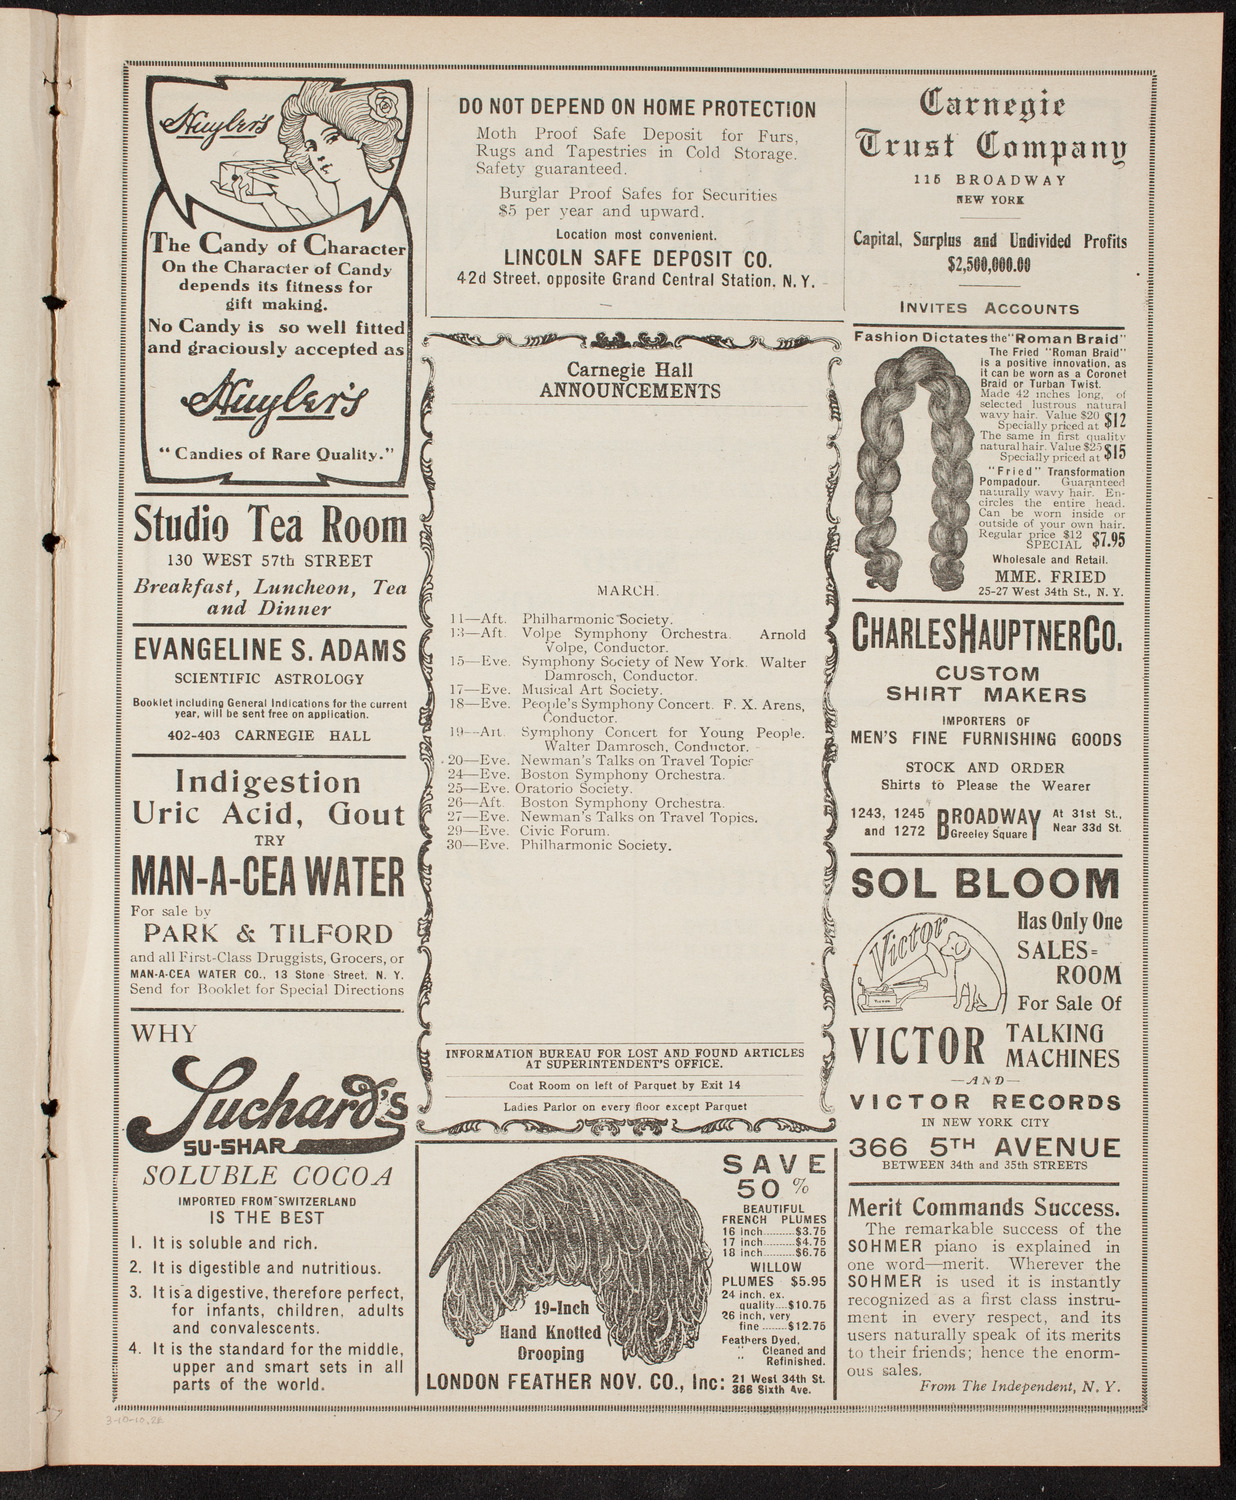 Huyler's
The Candy of Character
On the Character of Candy
depends its fitness for
gift making.
No Candy is so well fitted
and graciously accepted as
Huyler's
"Candies of Rare Quality."
Studio Tea Room
130 WEST 57th STREET
Breakfast, Luncheon, Tea
and Dinner
EVANGELINE S. ADAMS
SCIENTIFIC ASTROLOGY
Booklet including General Indications for the current
year, will be sent free on application.
402-403 CARNEGIE HALL
Indigestion
Uric Acid, Gout
TRY
MAN-A-CEA WATER
For sale by
PARK & TILFORD
and all First-Class Druggists, Grocers, or
MAN-A-CEA WATER CO., 13 Stone Street, N. Y.
Send for Booklet for Special Directions
WHY
Suchard's
SU-SHAR
SOLUBLE COCOA
IMPORTED FROM SWITZERLAND
IS THE BEST
1. It is soluble and rich.
2. It is digestible and nutritious.
3. It is a digestive, therefore perfect,
for infants, children, adults
and convalescents.
4. It is the standard for the middle,
upper and smart sets in all
parts of the world.
3-10-10, 2E
DO NOT DEPEND ON HOME PROTECTION
Moth Proof Safe Deposit for Furs,
Rugs and Tapestries in Cold Storage.
Safety guaranteed.
Burglar Proof Safes for Securities
$5 per year and upward.
Location most convenient.
LINCOLN SAFE DEPOSIT CO.
42d Street, opposite Grand Central Station, N. Y.
Carnegie Hall
ANNOUNCEMENTS
MARCH.
11—Aft. Philharmonic Society.
13—Aft. Volpe Symphony Orchestra. Arnold
Volpe, Conductor.
15—Eve. Symphony Society of New York. Walter
Damrosch, Conductor.
17—Eve. Musical Art Society.
18—Eve. People's Symphony Concert. F. X. Arens,
Conductor.
19—Aft. Symphony Concert for Young People.
Walter Damrosch, Conductor.
20—Eve. Newman's Talks on Travel Topics
24—Eve. Boston Symphony Orchestra.
25—Eve. Oratorio Society.
26—Aft. Boston Symphony Orchestra.
27—Eve. Newman's Talks on Travel Topics.
29—Eve. Civic Forum.
30—Eve. Philharmonic Society.
INFORMATION BUREAU FOR LOST AND FOUND ARTICLES
AT SUPERINTENDENT'S OFFICE.
Coat Room on left of Parquet by Exit 14
Ladies Parlor on every floor except Parquet
19-Inch
Hand Knotted
Drooping
SAVE
50%
BEAUTIFUL
FRENCH PLUMES
16 inch.........$3.75
17 inch.........$4.75
18 inch.........$6.75
WILLOW
PLUMES $5.95
24 inch, ex.
quality....$10.75
26 inch, very
fine .......$12.75
Feathers Dyed,
" Cleaned and
" Refinished.
LONDON FEATHER NOV. CO., Inc: 21 West 34th St.
366 Sixth Ave.
Carnegie
Trust Company
115 BROADWAY
NEW YORK
Capital, Surplus and Undivided Profits
$2,500,000.00
INVITES ACCOUNTS
Fashion Dictates the "Roman Braid"
The Fried "Roman Braid"
is a positive innovation, as
it can be worn as a Coronet
Braid or Turban Twist.
Made 42 inches long, of
selected lustrous natural
wavy hair. Value $20
Specially priced at $12
The same in first quality
natural hair. Value $25
Specially priced at $15
"Fried" Transformation
Pompadour. Guaranteed
naturally wavy hair. En-
circles the entire head.
Can be worn inside or
outside of your own hair.
Regular price $12
SPECIAL $7.95
Wholesale and Retail.
MME. FRIED
25-27 West 34th St., N. Y.
CHARLES HAUPTNER CO.
CUSTOM
SHIRT MAKERS
IMPORTERS OF
MEN'S FINE FURNISHING GOODS
STOCK AND ORDER
Shirts to Please the Wearer
1243, 1245 and 1272
BROADWAY
Greeley Square
At 31st St.,
Near 33d St.
SOL BLOOM
Victor
Has Only One
SALES-
ROOM
For Sale Of
VICTOR TALKING
MACHINES
—AND—
VICTOR RECORDS
IN NEW YORK CITY
366 5TH AVENUE
BETWEEN 34th and 35th STREETS
Merit Commands Success.
The remarkable success of the
SOHMER piano is explained in
one word—merit. Wherever the
SOHMER is used it is instantly
recognized as a first class instru-
ment in every respect, and its
users naturally speak of its merits
to their friends; hence the enorm-
ous sales.
From The Independent, N. Y.